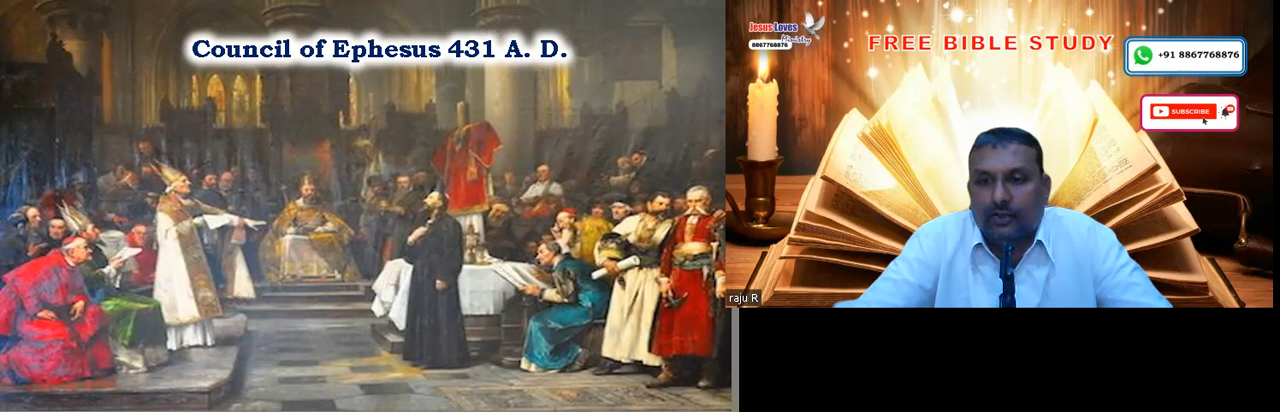 Council of Ephesus 431 A. D.
Jesus Loves
Ministry
8867768876
FREE BIBLE STUDY
+91 8867768876
SUBSCRIBE
raju R